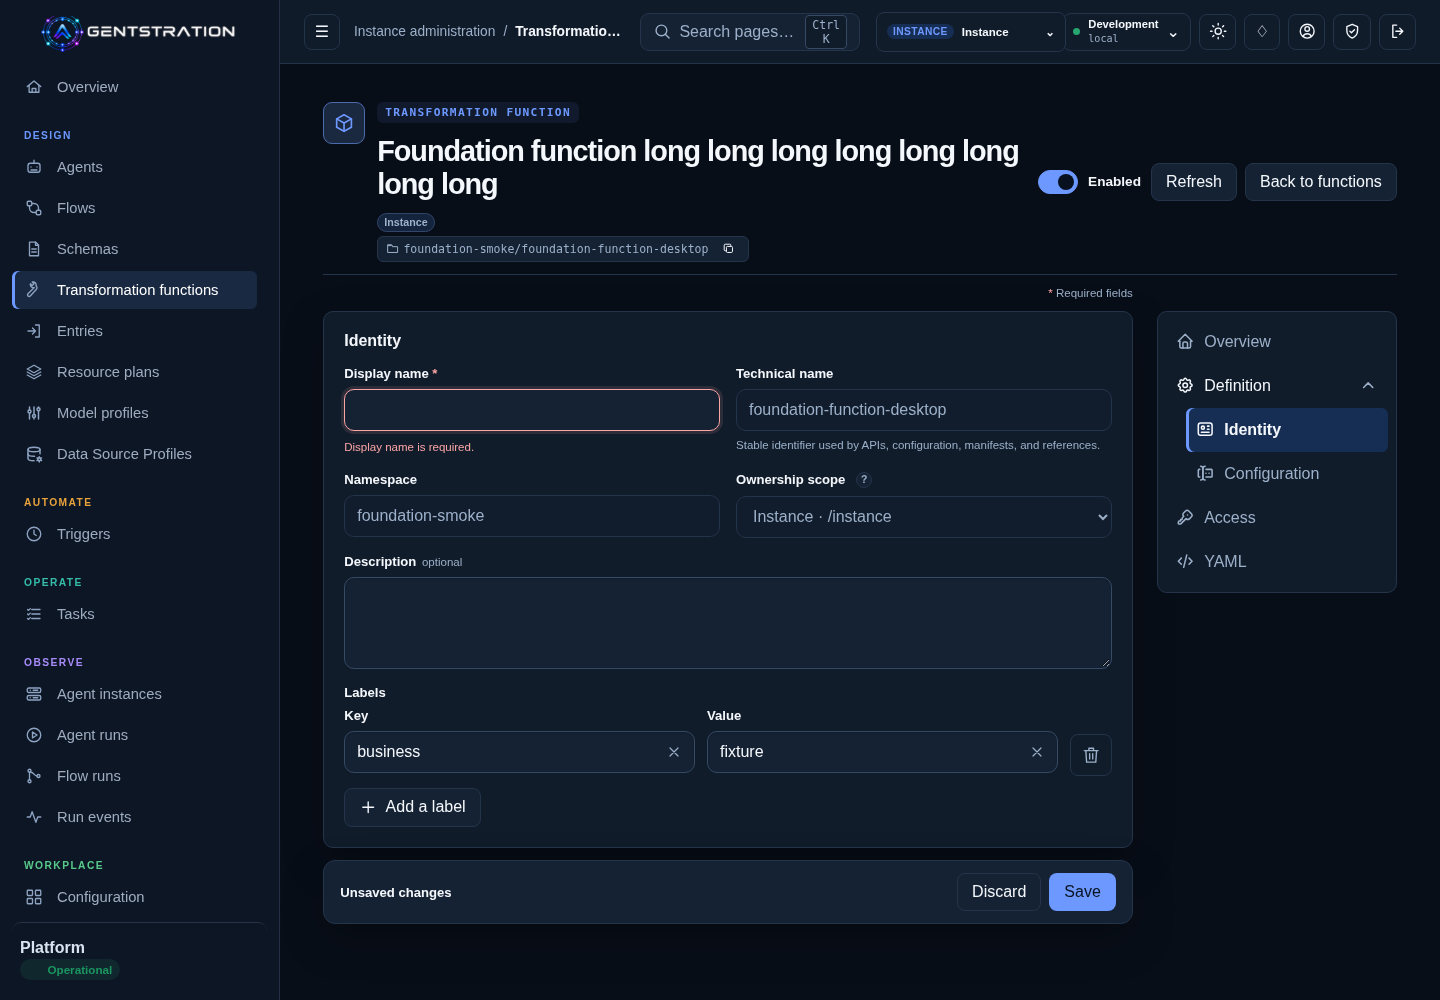 GENTSTRATION
Overview
DESIGN
Agents
Flows
Schemas
Transformation functions
Entries
Resource plans
Model profiles
Data Source Profiles
AUTOMATE
Triggers
OPERATE
Tasks
OBSERVE
Agent instances
Agent runs
Flow runs
Run events
WORKPLACE
Configuration
Platform
Operational
Instance administration / Transformatio…
Search pages…
Ctrl
K
INSTANCE Instance
Development
local
TRANSFORMATION FUNCTION
Foundation function long long long long long long
long long
Enabled
Refresh
Back to functions
Instance
foundation-smoke/foundation-function-desktop
* Required fields
Identity
Display name *
Technical name
foundation-function-desktop
Display name is required.
Stable identifier used by APIs, configuration, manifests, and references.
Namespace
Ownership scope ?
foundation-smoke
Instance · /instance
Description optional
Labels
Key
Value
business
fixture
Add a label
Unsaved changes
Discard
Save
Overview
Definition
Identity
Configuration
Access
YAML